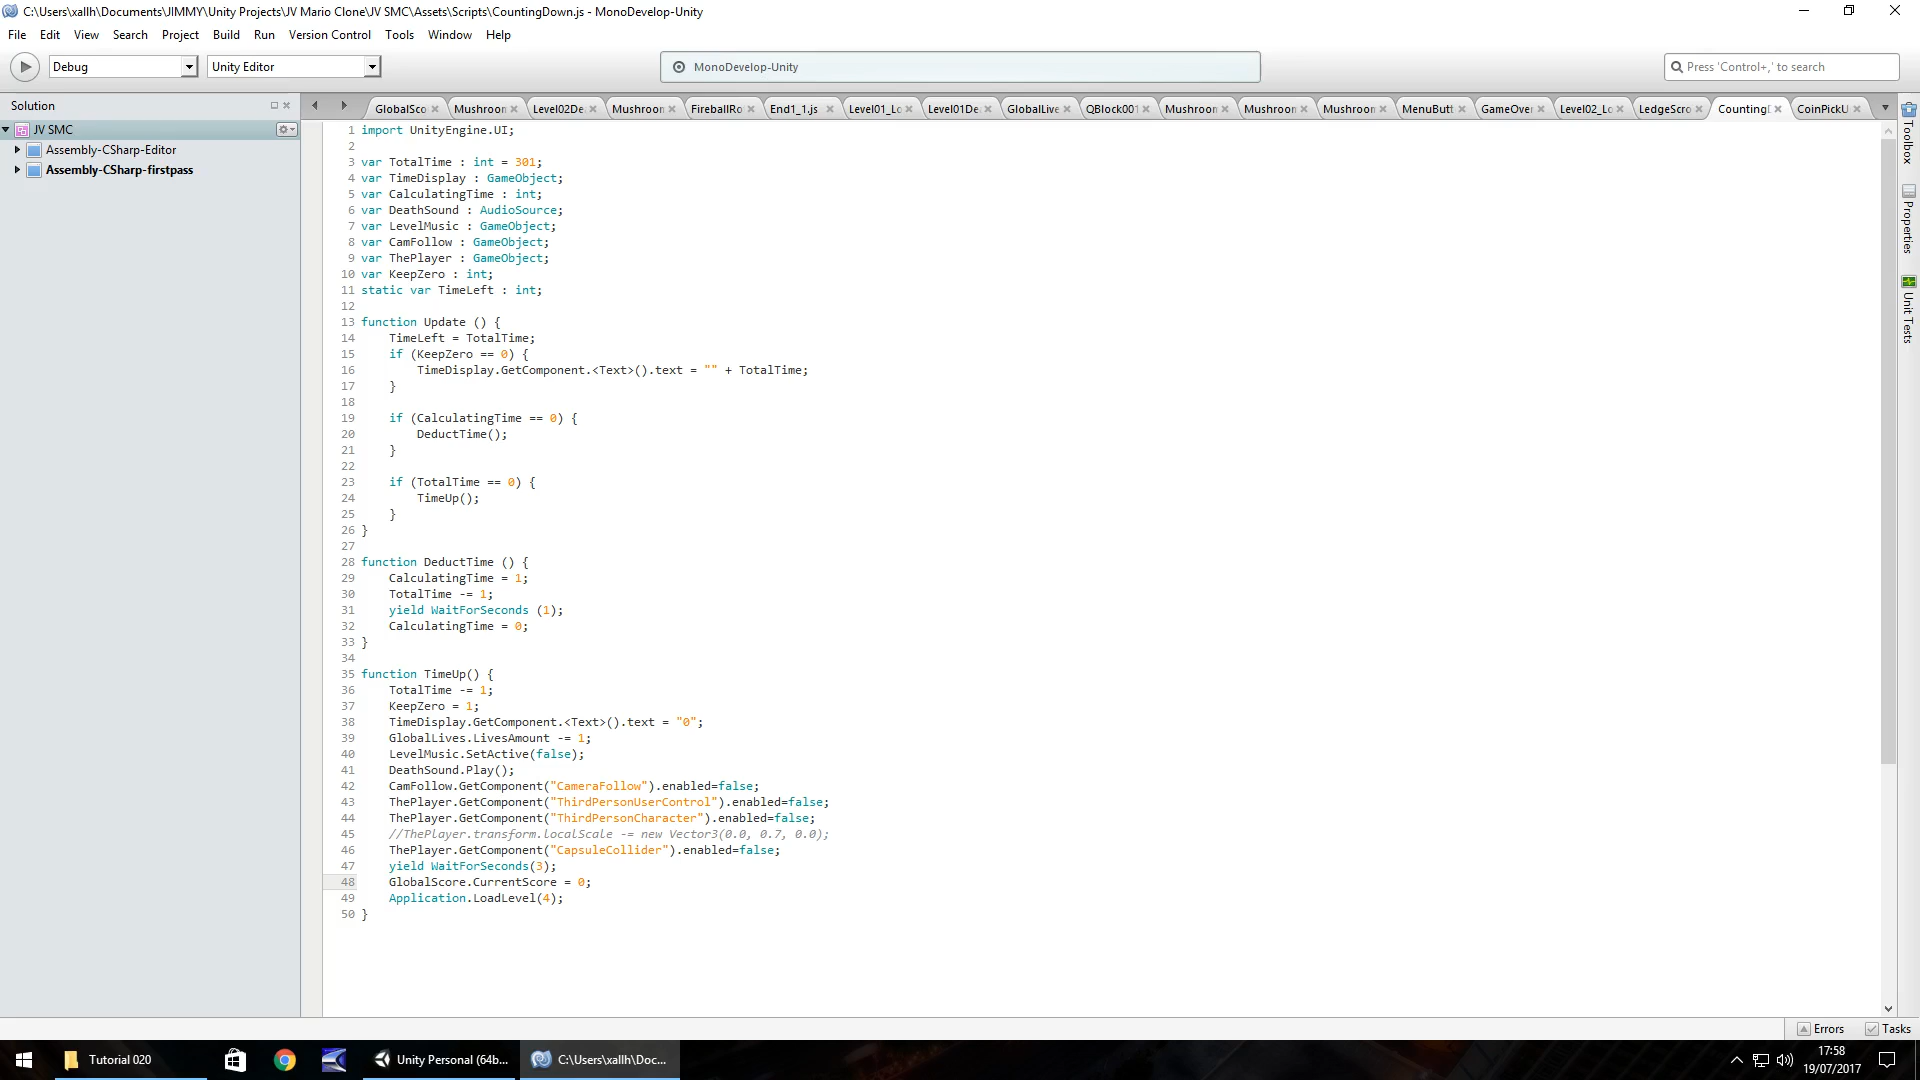 C:\Users\xallh\Documents\JIMMY\Unity Projects\JV Mario Clone\JV SMC\Assets\Scripts\CountingDown.js - MonoDevelop-Unity
File Edit View Search Project Build Run Version Control Tools Window Help
Debug Unity Editor MonoDevelop-Unity Press 'Control+,' to search
Solution
GlobalSco Mushroon Level02De Mushroon FireballRo End1_1.js Level01_Lo Level01De GlobalLive QBlock001 Mushroon Mushroon Mushroon MenuButt GameOver Level02_Lo LedgeScro Counting CoinPickU
JV SMC
Assembly-CSharp-Editor
Assembly-CSharp-firstpass
1 import UnityEngine.UI;
2
3 var TotalTime : int = 301;
4 var TimeDisplay : GameObject;
5 var CalculatingTime : int;
6 var DeathSound : AudioSource;
7 var LevelMusic : GameObject;
8 var CamFollow : GameObject;
9 var ThePlayer : GameObject;
10 var KeepZero : int;
11 static var TimeLeft : int;
12
13 function Update () {
14 TimeLeft = TotalTime;
15 if (KeepZero == 0) {
16 TimeDisplay.GetComponent.<Text>().text = "" + TotalTime;
17 }
18
19 if (CalculatingTime == 0) {
20 DeductTime();
21 }
22
23 if (TotalTime == 0) {
24 TimeUp();
25 }
26 }
27
28 function DeductTime () {
29 CalculatingTime = 1;
30 TotalTime -= 1;
31 yield WaitForSeconds (1);
32 CalculatingTime = 0;
33 }
34
35 function TimeUp() {
36 TotalTime -= 1;
37 KeepZero = 1;
38 TimeDisplay.GetComponent.<Text>().text = "0";
39 GlobalLives.LivesAmount -= 1;
40 LevelMusic.SetActive(false);
41 DeathSound.Play();
42 CamFollow.GetComponent("CameraFollow").enabled=false;
43 ThePlayer.GetComponent("ThirdPersonUserControl").enabled=false;
44 ThePlayer.GetComponent("ThirdPersonCharacter").enabled=false;
45 //ThePlayer.transform.localScale -= new Vector3(0.0, 0.7, 0.0);
46 ThePlayer.GetComponent("CapsuleCollider").enabled=false;
47 yield WaitForSeconds(3);
48 GlobalScore.CurrentScore = 0;
49 Application.LoadLevel(4);
50 }
Toolbox
Properties
Unit Tests
Errors Tasks
Tutorial 020 Unity Personal (64b... C:\Users\xallh\Doc...
17:58
19/07/2017